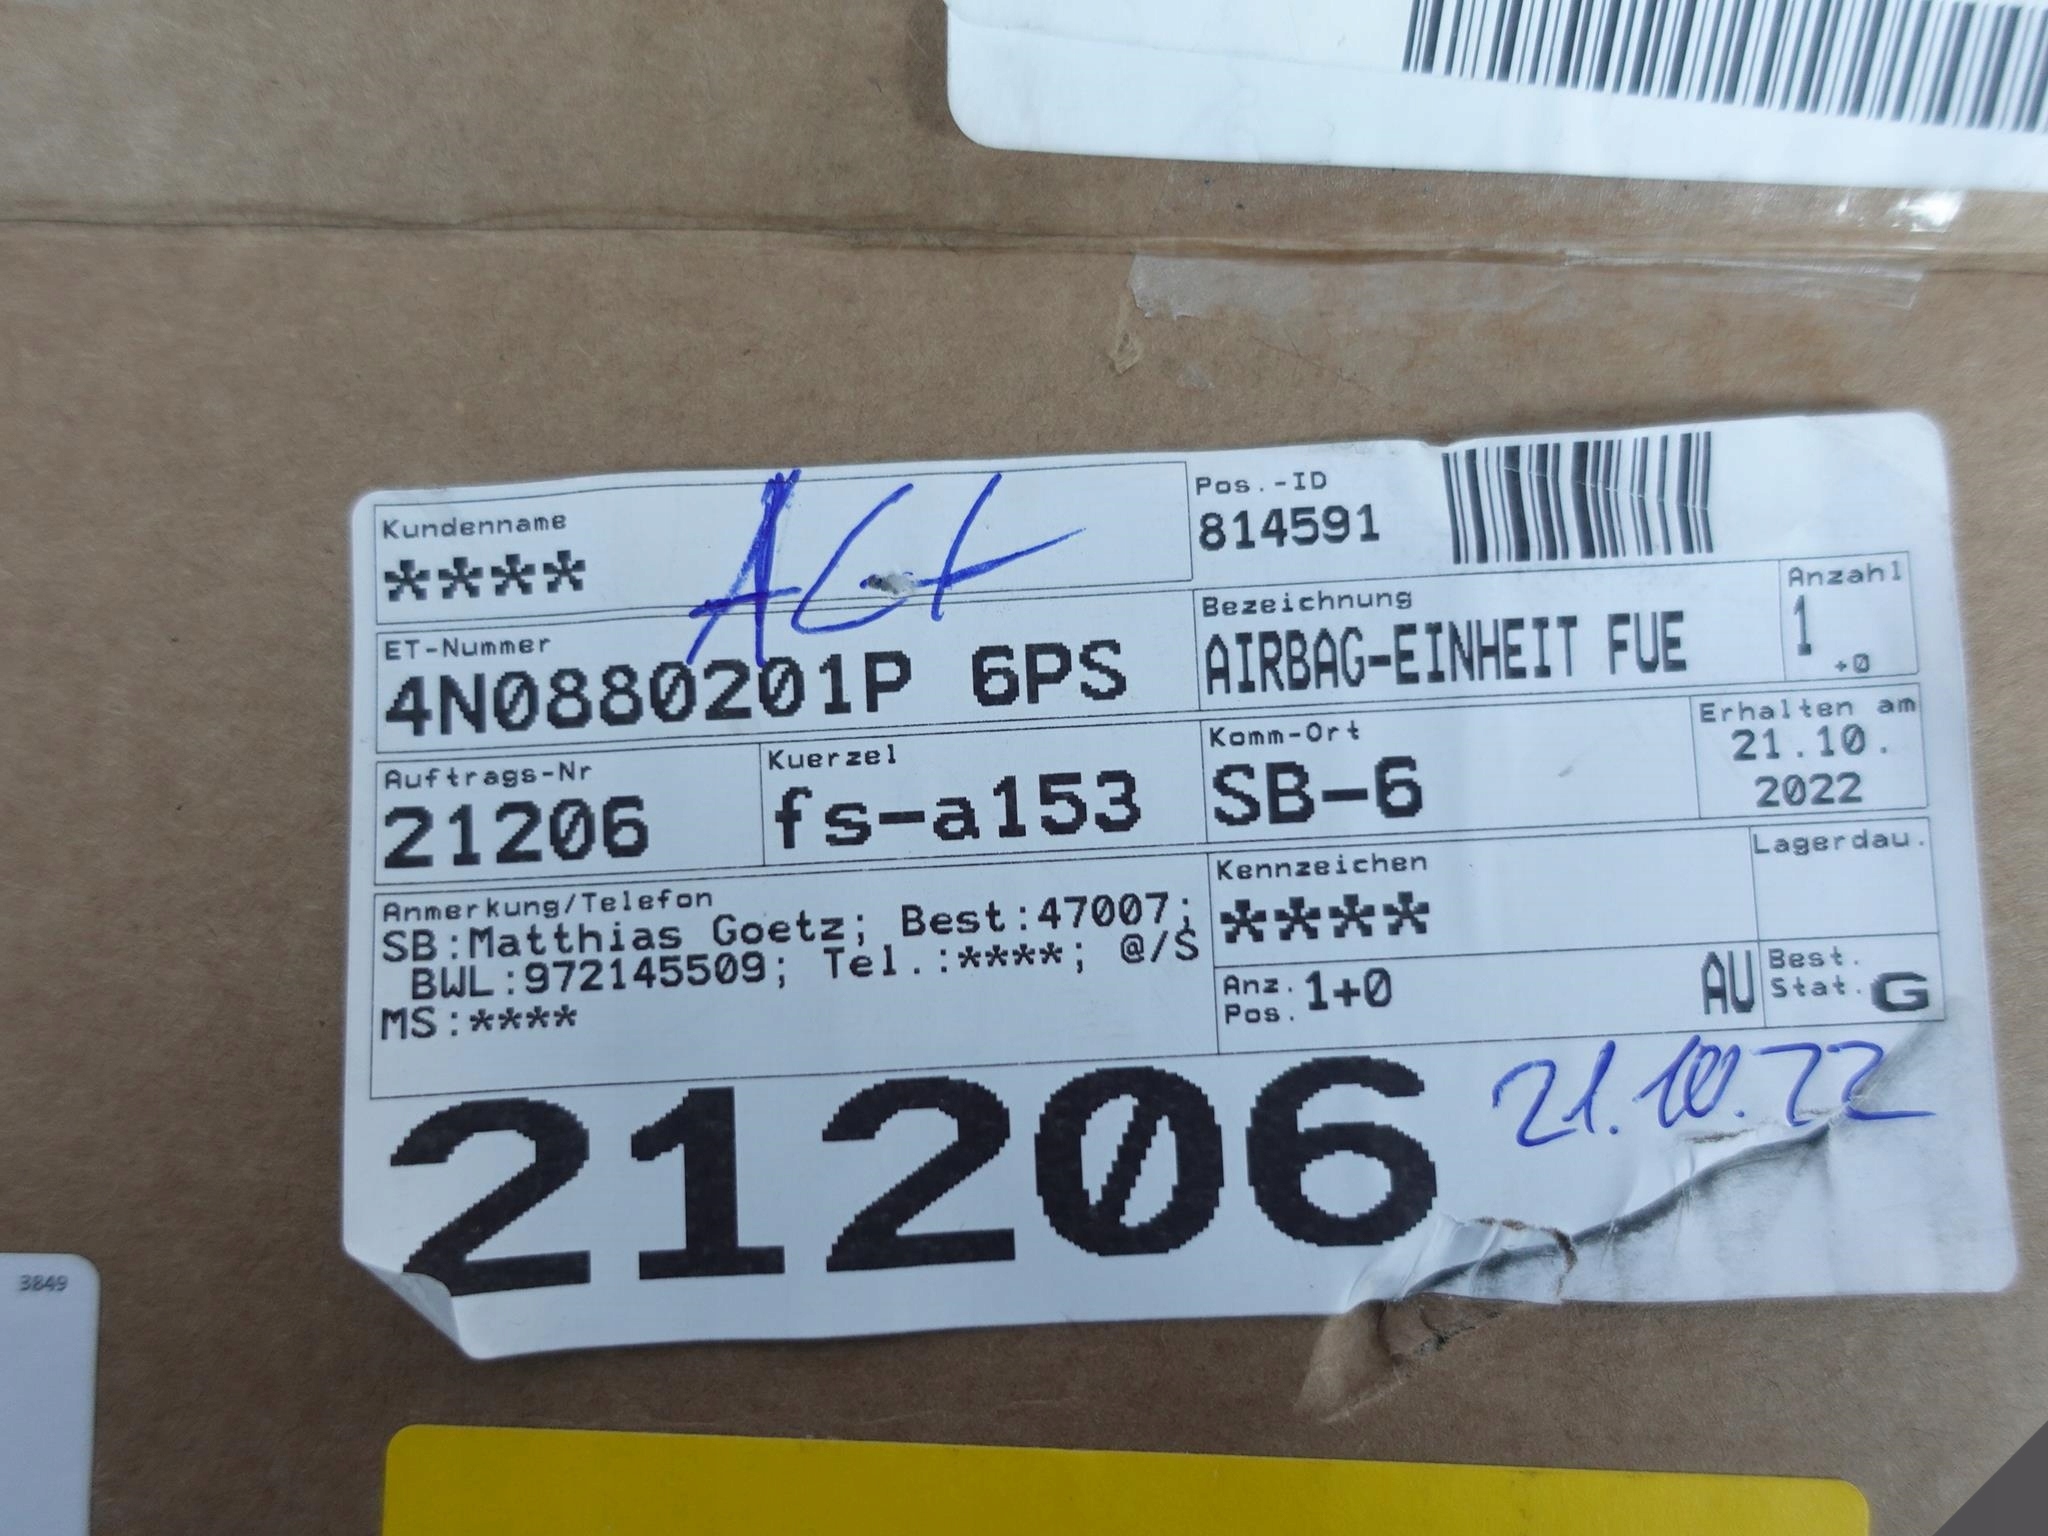 Kundenname
****
Pos.-ID
814591
ET-Nummer
4N0880201P 6PS
Bezeichnung
AIRBAG-EINHEIT FUE
Anzahl
1 +0
Auftrags-Nr
21206
Kuerzel
fs-a153
Komm-Ort
SB-6
Erhalten am
21.10.
2022
Anmerkung/Telefon
SB:Matthias Goetz; Best:47007;
BWL:972145509; Tel.:****; @/S
MS:****
Kennzeichen
****
Lagerdau.
Anz.
Pos. 1+0
AU
Best.
Stat. G
21206
21.10.22
3849